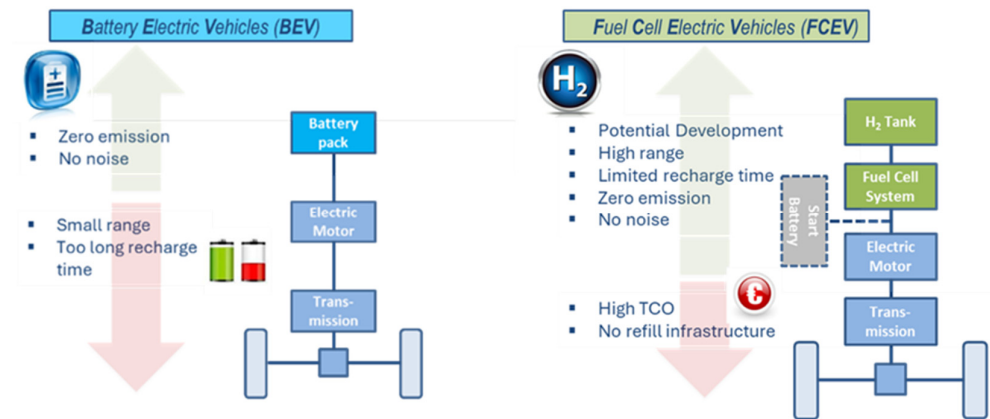 Battery Electric Vehicles (BEV)
Zero emission
No noise
Small range
Too long recharge
time
Battery
pack
Electric
Motor
Trans-
mission
Fuel Cell Electric Vehicles (FCEV)
H₂
Potential Development
High range
Limited recharge time
Zero emission
No noise
€
High TCO
No refill infrastructure
H₂ Tank
Fuel Cell
System
Start
Battery
Electric
Motor
Trans-
mission